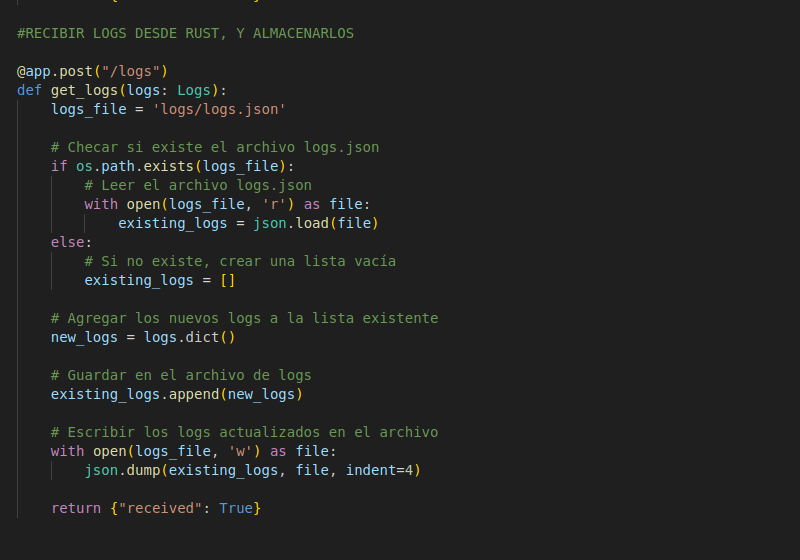 #RECIBIR LOGS DESDE RUST, Y ALMACENARLOS
@app.post("/logs")
def get_logs(logs: Logs):
logs_file = 'logs/logs.json'
# Checar si existe el archivo logs.json
if os.path.exists(logs_file):
# Leer el archivo logs.json
with open(logs_file, 'r') as file:
existing_logs = json.load(file)
else:
# Si no existe, crear una lista vacía
existing_logs = []
# Agregar los nuevos logs a la lista existente
new_logs = logs.dict()
# Guardar en el archivo de logs
existing_logs.append(new_logs)
# Escribir los logs actualizados en el archivo
with open(logs_file, 'w') as file:
json.dump(existing_logs, file, indent=4)
return {"received": True}